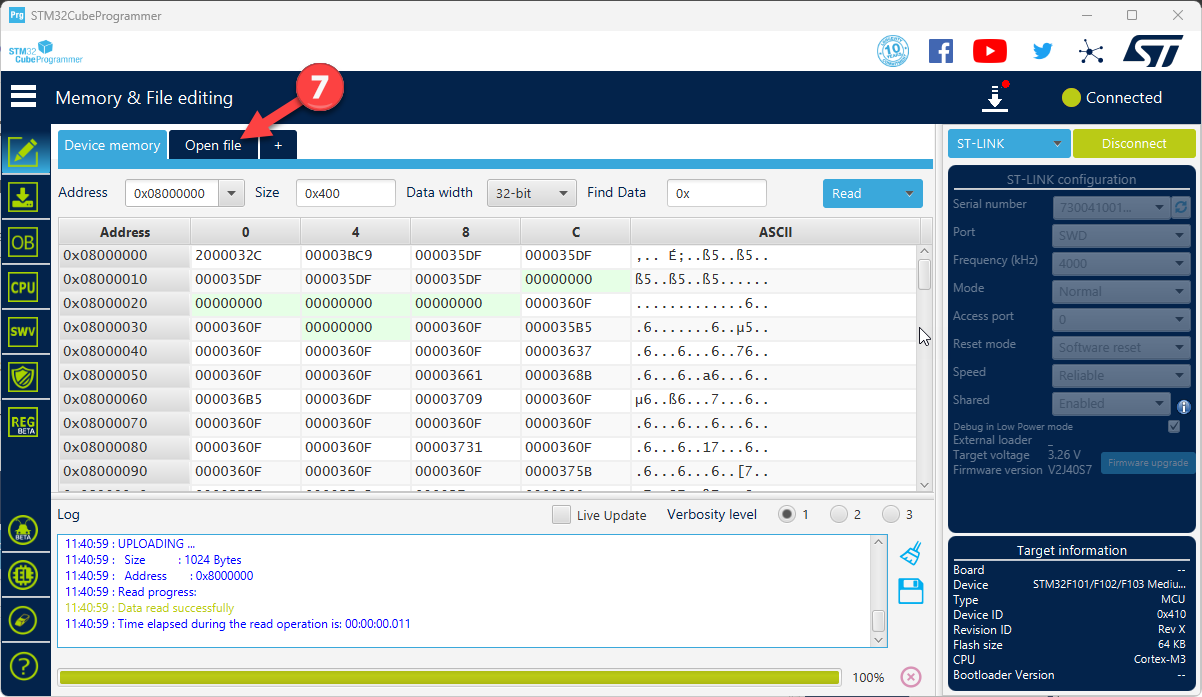 Prg STM32CubeProgrammer
STM32
CubeProgrammer
10
ST
Memory & File editing
7
Connected
Device memory Open file +
ST-LINK Disconnect
Address 0x08000000 Size 0x400 Data width 32-bit Find Data 0x Read
Address 0 4 8 C ASCII
0x08000000 2000032C 00003BC9 000035DF 000035DF ,.. É;..ß5..ß5..
0x08000010 000035DF 000035DF 000035DF 00000000 ß5..ß5..ß5......
0x08000020 00000000 00000000 00000000 0000360F .............6..
0x08000030 0000360F 00000000 0000360F 000035B5 .6.......6..µ5..
0x08000040 0000360F 0000360F 0000360F 00003637 .6...6...6..76..
0x08000050 0000360F 0000360F 00003661 0000368B .6...6..a6...6..
0x08000060 000036B5 000036DF 00003709 0000360F µ6..ß6...7...6..
0x08000070 0000360F 0000360F 0000360F 0000360F .6...6...6...6..
0x08000080 0000360F 0000360F 00003731 0000360F .6...6..17...6..
0x08000090 0000360F 0000360F 0000360F 0000375B .6...6...6..[7..
OB
CPU
SWV
REG
BETA
BETA
EL
?
Log Live Update Verbosity level 1 2 3
11:40:59 : UPLOADING ...
11:40:59 : Size : 1024 Bytes
11:40:59 : Address : 0x8000000
11:40:59 : Read progress:
11:40:59 : Data read successfully
11:40:59 : Time elapsed during the read operation is: 00:00:00.011
100%
ST-LINK configuration
Serial number 730041001...
Port SWD
Frequency (kHz) 4000
Mode Normal
Access port 0
Reset mode Software reset
Speed Reliable
Shared Enabled
Debug in Low Power mode
External loader _
Target voltage 3.26 V
Firmware version V2J40S7 Firmware upgrade
Target information
Board --
Device STM32F101/F102/F103 Mediu...
Type MCU
Device ID 0x410
Revision ID Rev X
Flash size 64 KB
CPU Cortex-M3
Bootloader Version --